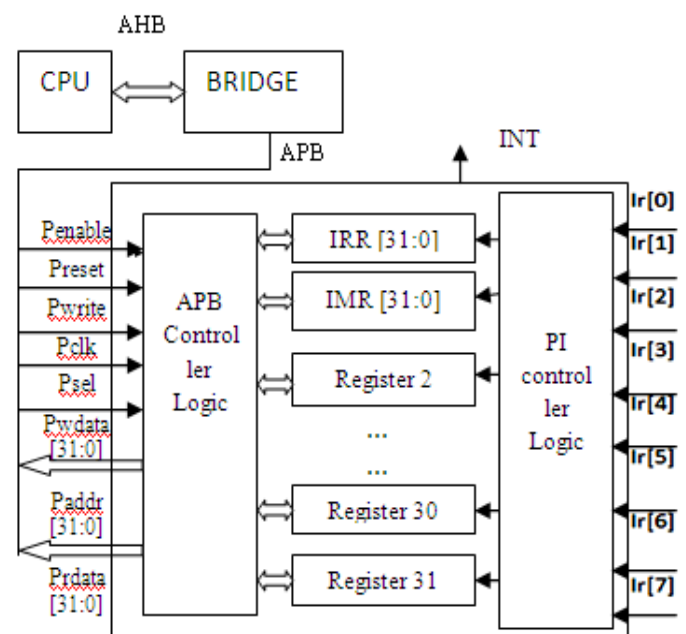 AHB
CPU
BRIDGE
APB
INT
Penable
Preset
Pwrite
Pclk
Psel
Pwdata
[31:0]
Paddr
[31:0]
Prdata
[31:0]
APB
Control
ler
Logic
IRR [31:0]
IMR [31:0]
Register 2
...
...
Register 30
Register 31
PI
control
ler
Logic
Ir[0]
Ir[1]
Ir[2]
Ir[3]
Ir[4]
Ir[5]
Ir[6]
Ir[7]